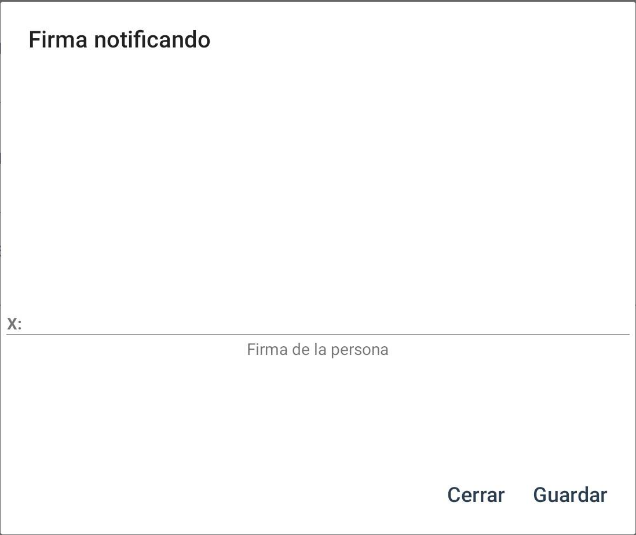 Firma notificando
X:
Firma de la persona
Cerrar Guardar